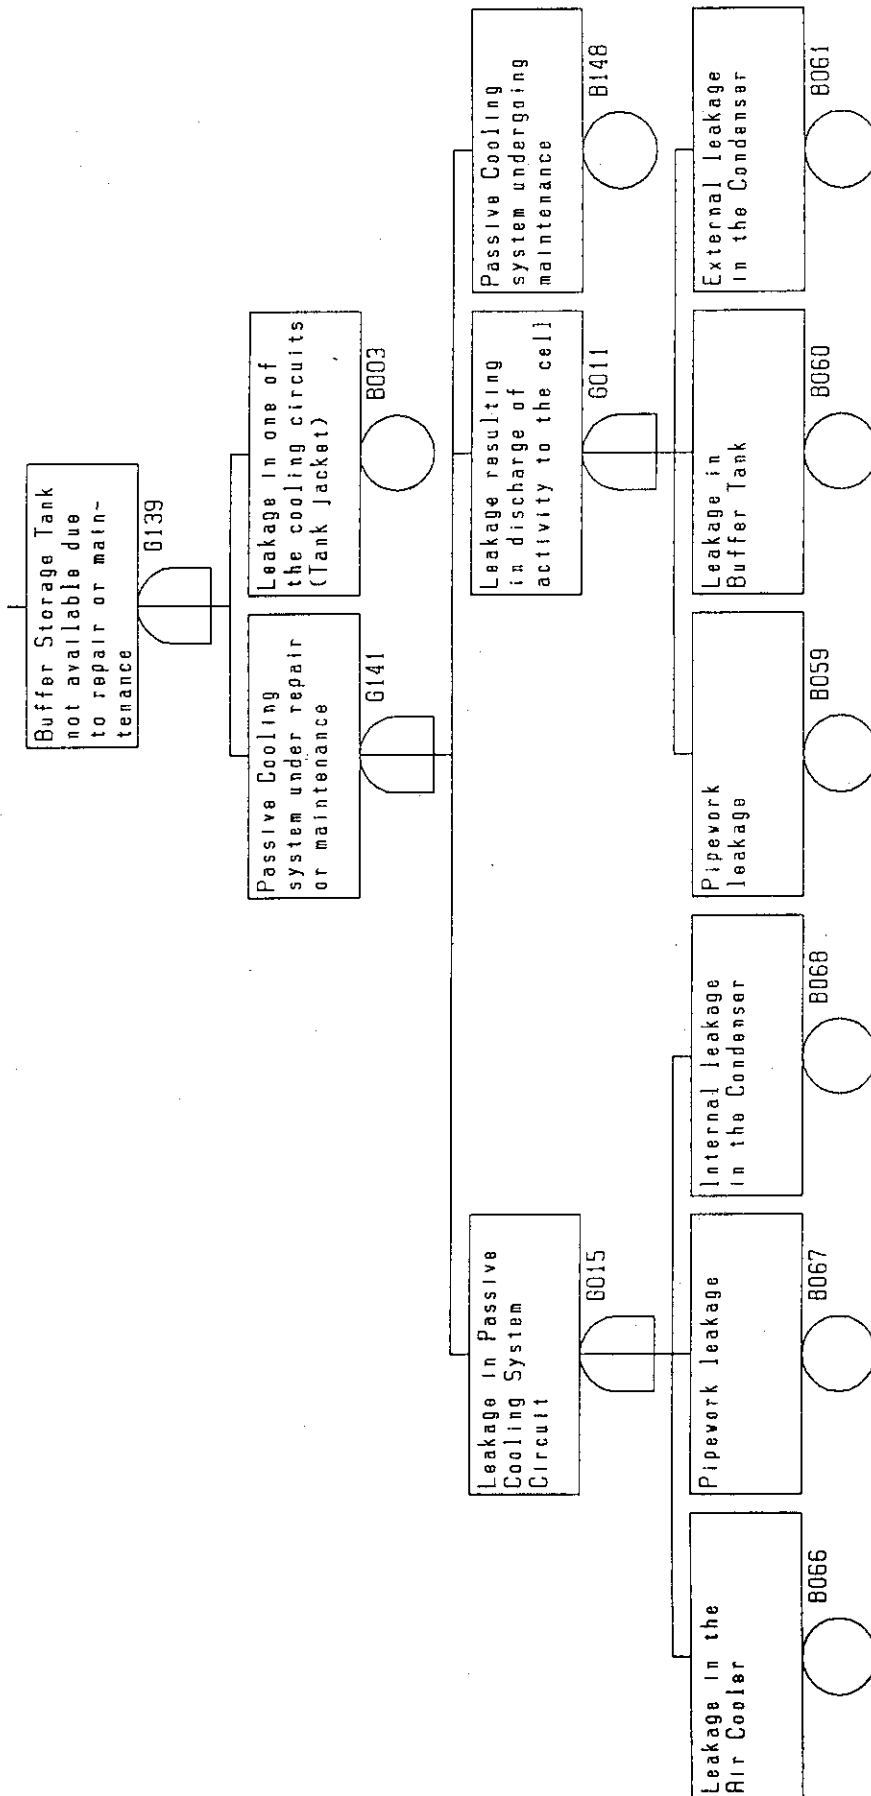 Buffer Storage Tank
not available due
to repair or main-
tenance
G139
Passive Cooling
system under repair
or maintenance
G141
Leakage in one of
the cooling circuits
(Tank jacket)
B003
Leakage in Passive
Cooling System
Circuit
G015
Leakage resulting
in discharge of
activity to the cell
G011
Passive Cooling
system undergoing
maintenance
B148
Leakage in the
Air Cooler
B066
Pipework leakage
B067
Internal leakage
in the Condenser
B068
Pipework
leakage
B059
Leakage in
Buffer Tank
B060
External leakage
in the Condenser
B061